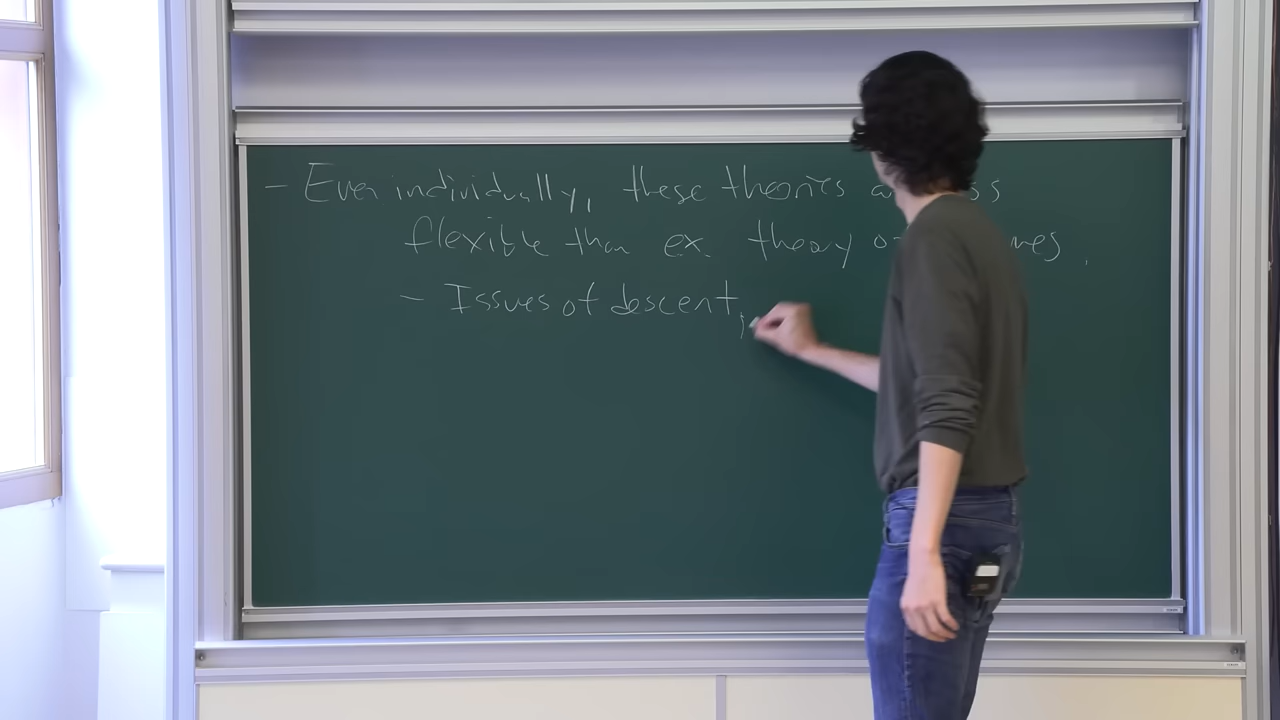 - Even individually, these theories
flexible than ex. theory
- Issues of descent,